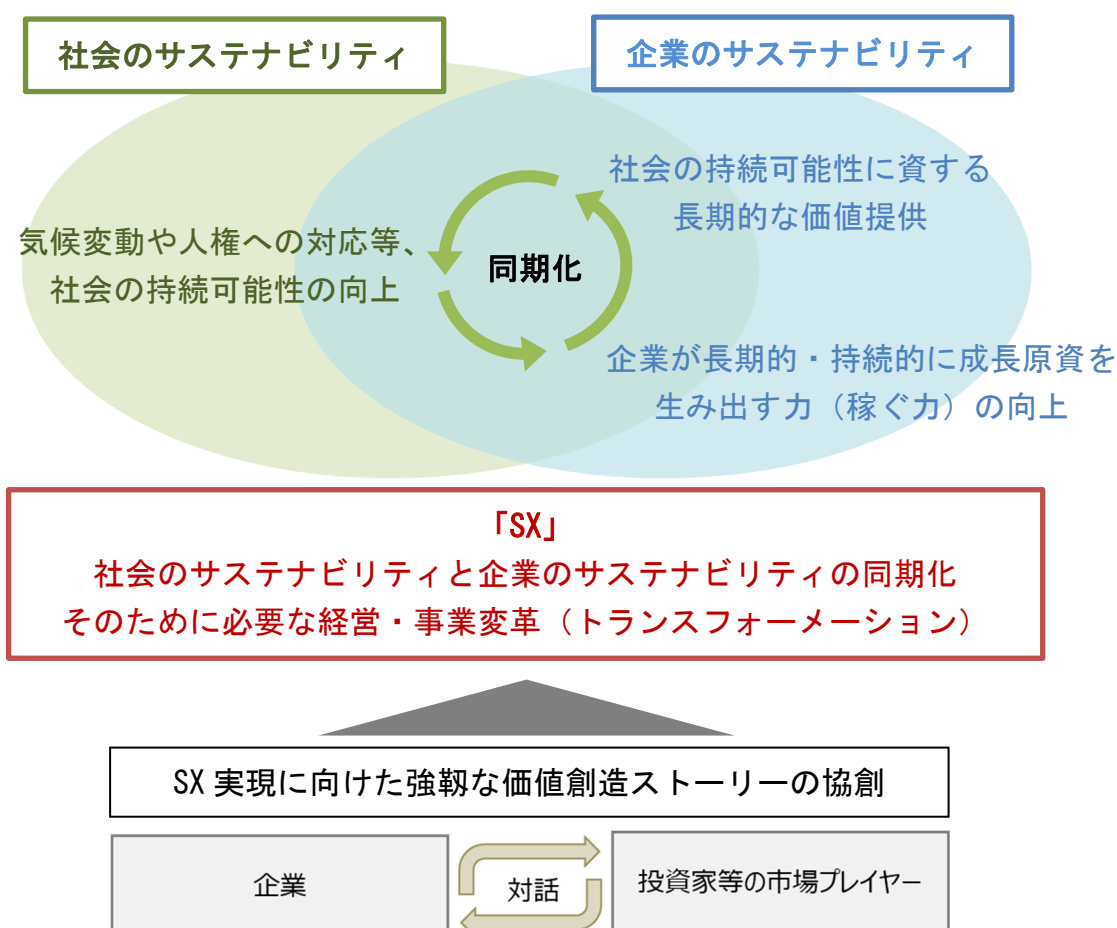 社会のサステナビリティ
企業のサステナビリティ
社会の持続可能性に資する
長期的な価値提供
気候変動や人権への対応等、
社会の持続可能性の向上
同期化
企業が長期的・持続的に成長原資を
生み出す力（稼ぐ力）の向上
「SX」
社会のサステナビリティと企業のサステナビリティの同期化
そのために必要な経営・事業変革（トランスフォーメーション）
SX 実現に向けた強靱な価値創造ストーリーの協創
企業
対話
投資家等の市場プレイヤー